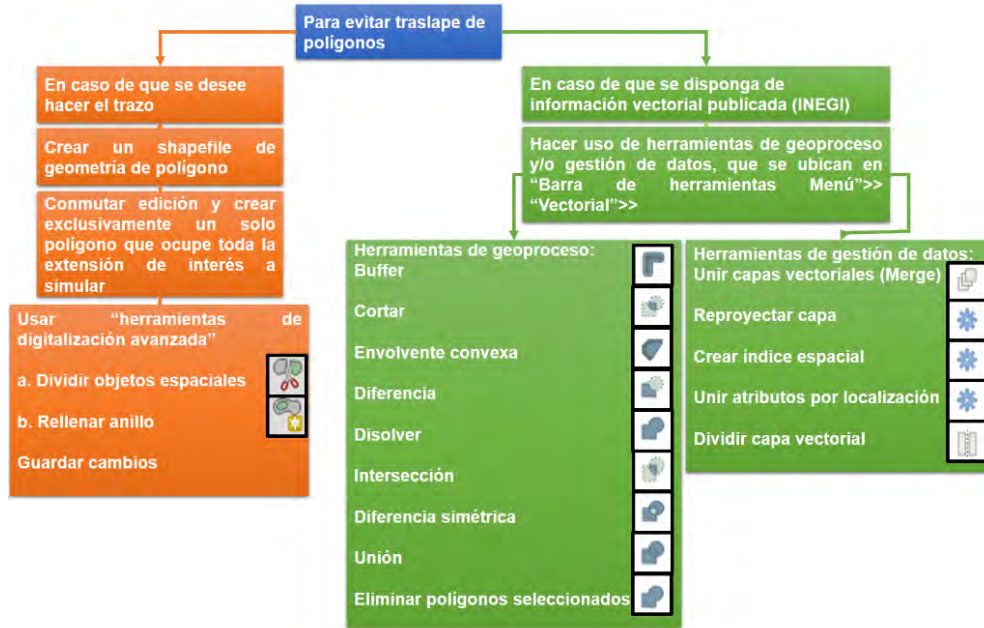 Para evitar traslape de
polígonos
En caso de que se desee
hacer el trazo
Crear un shapefile de
geometría de polígono
Conmutar edición y crear
exclusivamente un solo
polígono que ocupe toda la
extensión de interés a
simular
Usar “herramientas de
digitalización avanzada”
a. Dividir objetos espaciales
b. Rellenar anillo
Guardar cambios
En caso de que se disponga de
información vectorial publicada (INEGI)
Hacer uso de herramientas de geoproceso
y/o gestión de datos, que se ubican en
“Barra de herramientas Menú”>>
“Vectorial”>>
Herramientas de geoproceso:
Buffer
Cortar
Envolvente convexa
Diferencia
Disolver
Intersección
Diferencia simétrica
Unión
Eliminar polígonos seleccionados
Herramientas de gestión de datos:
Unir capas vectoriales (Merge)
Reproyectar capa
Crear índice espacial
Unir atributos por localización
Dividir capa vectorial